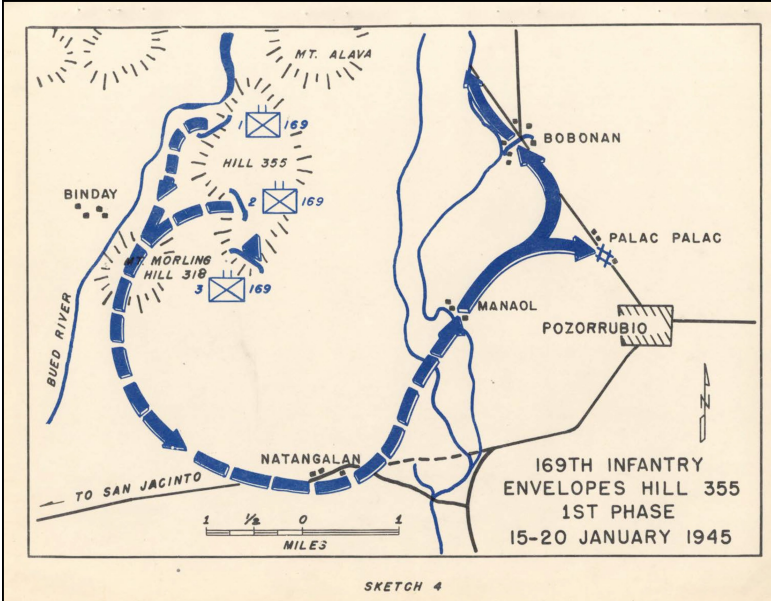 MT. ALAVA
1 169
HILL 355
BOBONAN
BINDAY
2 169
PALAC PALAC
MT. MORLING
HILL 318
3 169
MANAOL
POZORRUBIO
BUED RIVER
N
NATANGALAN
TO SAN JACINTO
169TH INFANTRY
ENVELOPES HILL 355
1ST PHASE
15-20 JANUARY 1945
1 ½ 0 1
MILES
SKETCH 4